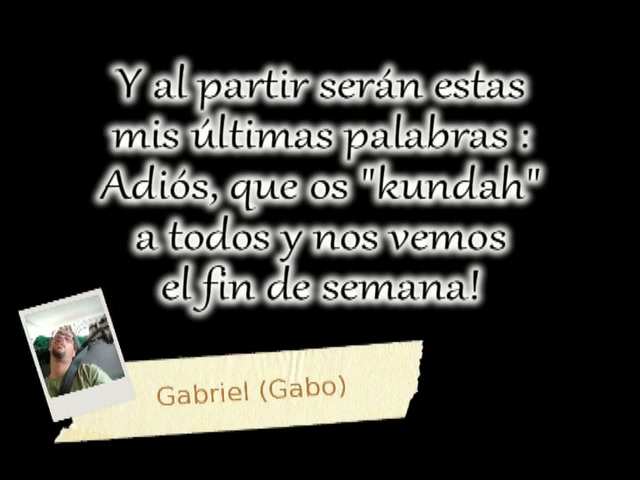 Y al partir serán estas
mis últimas palabras :
Adiós, que os "kundah"
a todos y nos vemos
el fin de semana!
Gabriel (Gabo)